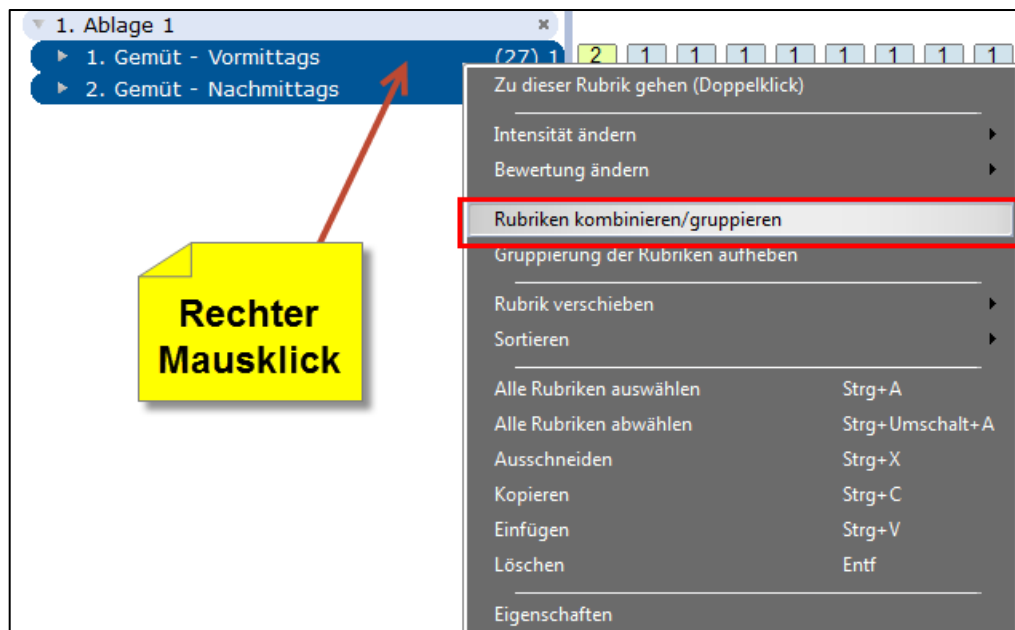 1. Ablage 1
1. Gemüt - Vormittags (27) 1 2 1 1 1 1 1 1 1 1
2. Gemüt - Nachmittags
Zu dieser Rubrik gehen (Doppelklick)
Intensität ändern
Bewertung ändern
Rubriken kombinieren/gruppieren
Gruppierung der Rubriken aufheben
Rubrik verschieben
Sortieren
Alle Rubriken auswählen Strg+A
Alle Rubriken abwählen Strg+Umschalt+A
Ausschneiden Strg+X
Kopieren Strg+C
Einfügen Strg+V
Löschen Entf
Eigenschaften
Rechter
Mausklick